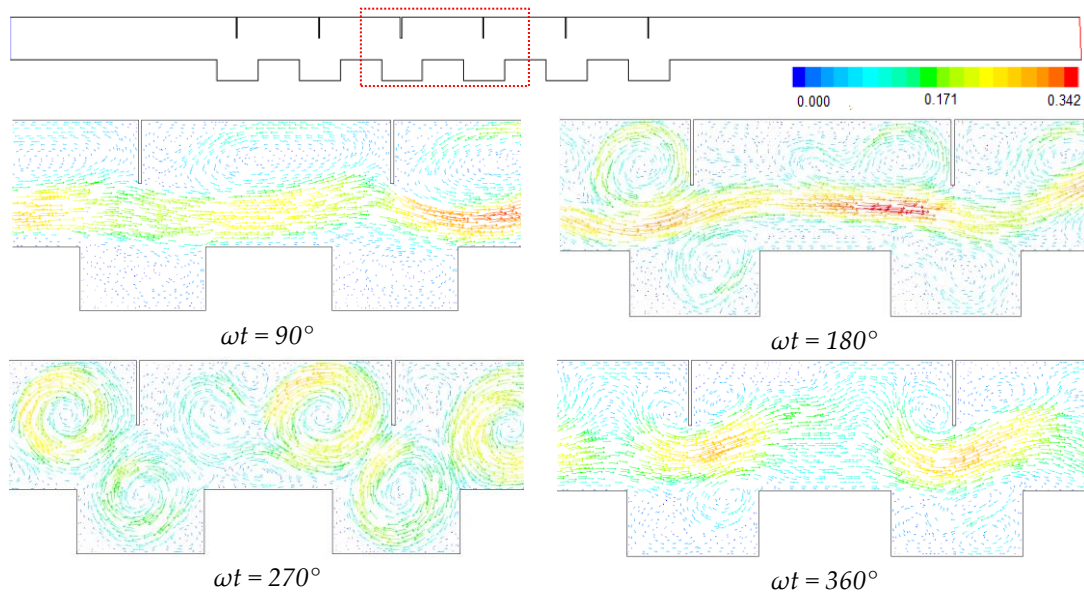 0.000 0.171 0.342
ωt = 90°
ωt = 180°
ωt = 270°
ωt = 360°